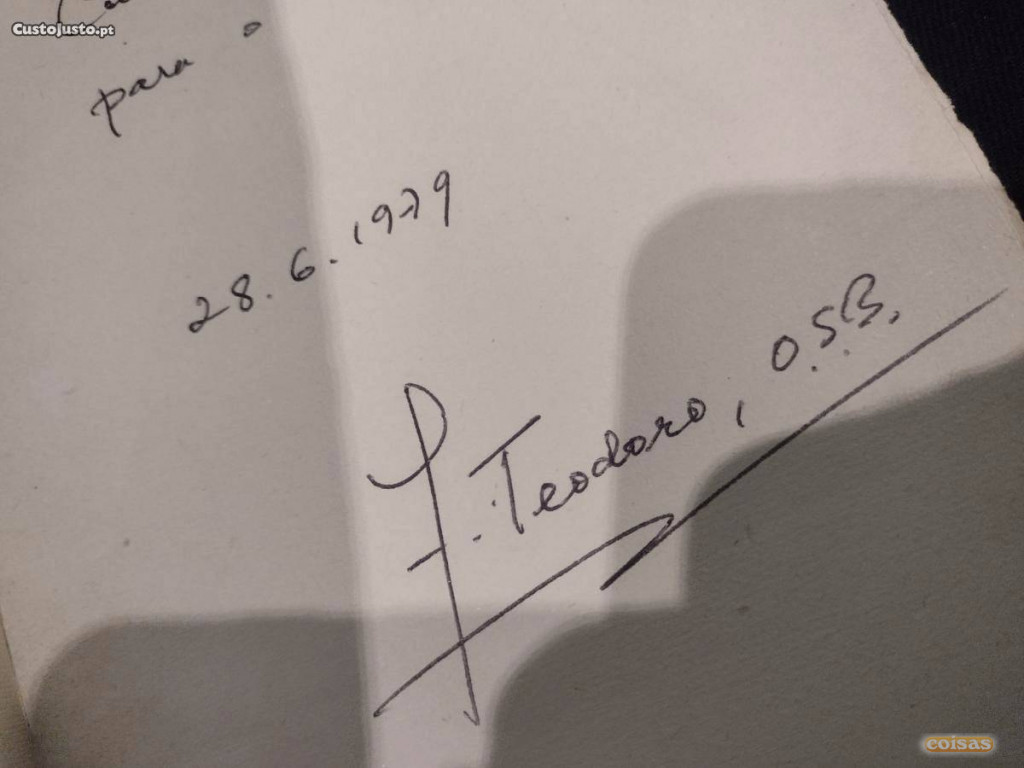 CustoJusto.pt
para o
28.6.1979
F. Teodoro, O.S.B.
coisas